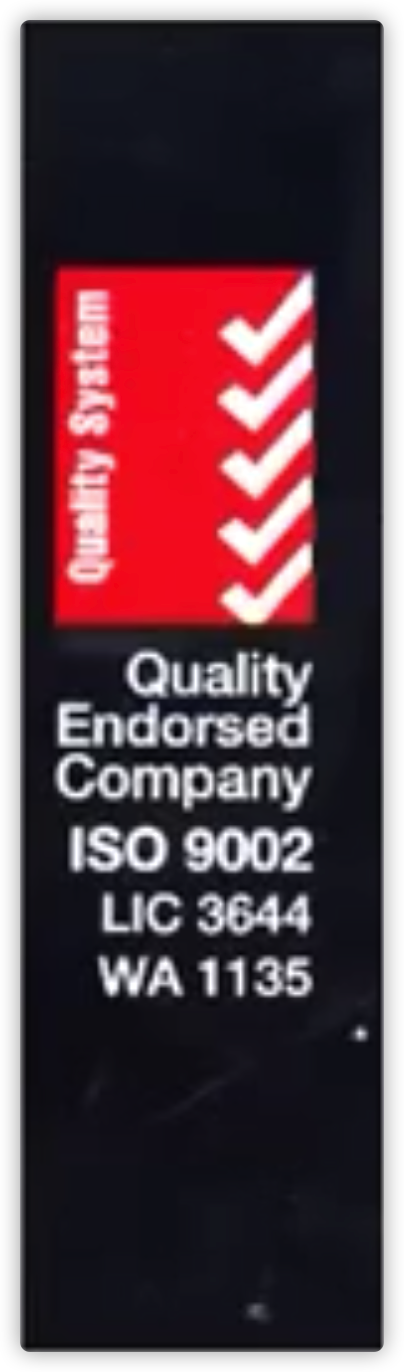 Quality System
Quality
Endorsed
Company
ISO 9002
LIC 3644
WA 1135